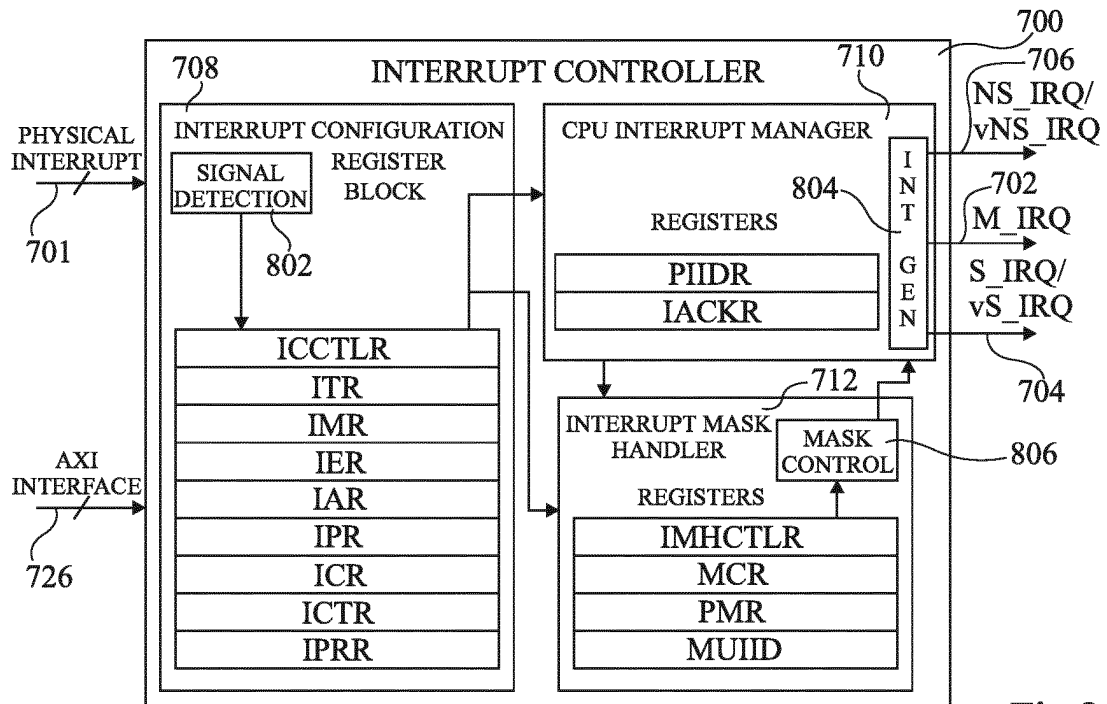 700
INTERRUPT CONTROLLER
708
710
706
NS_IRQ/
vNS_IRQ
PHYSICAL
INTERRUPT
701
INTERRUPT CONFIGURATION
REGISTER
BLOCK
SIGNAL
DETECTION
802
CPU INTERRUPT MANAGER
804
INT GEN
REGISTERS
PIIDR
IACKR
702
M_IRQ
S_IRQ/
vS_IRQ
704
ICCTLR
ITR
IMR
IER
IAR
IPR
ICR
ICTR
IPRR
AXI
INTERFACE
726
712
INTERRUPT MASK
HANDLER
MASK
CONTROL
806
REGISTERS
IMHCTLR
MCR
PMR
MUIID